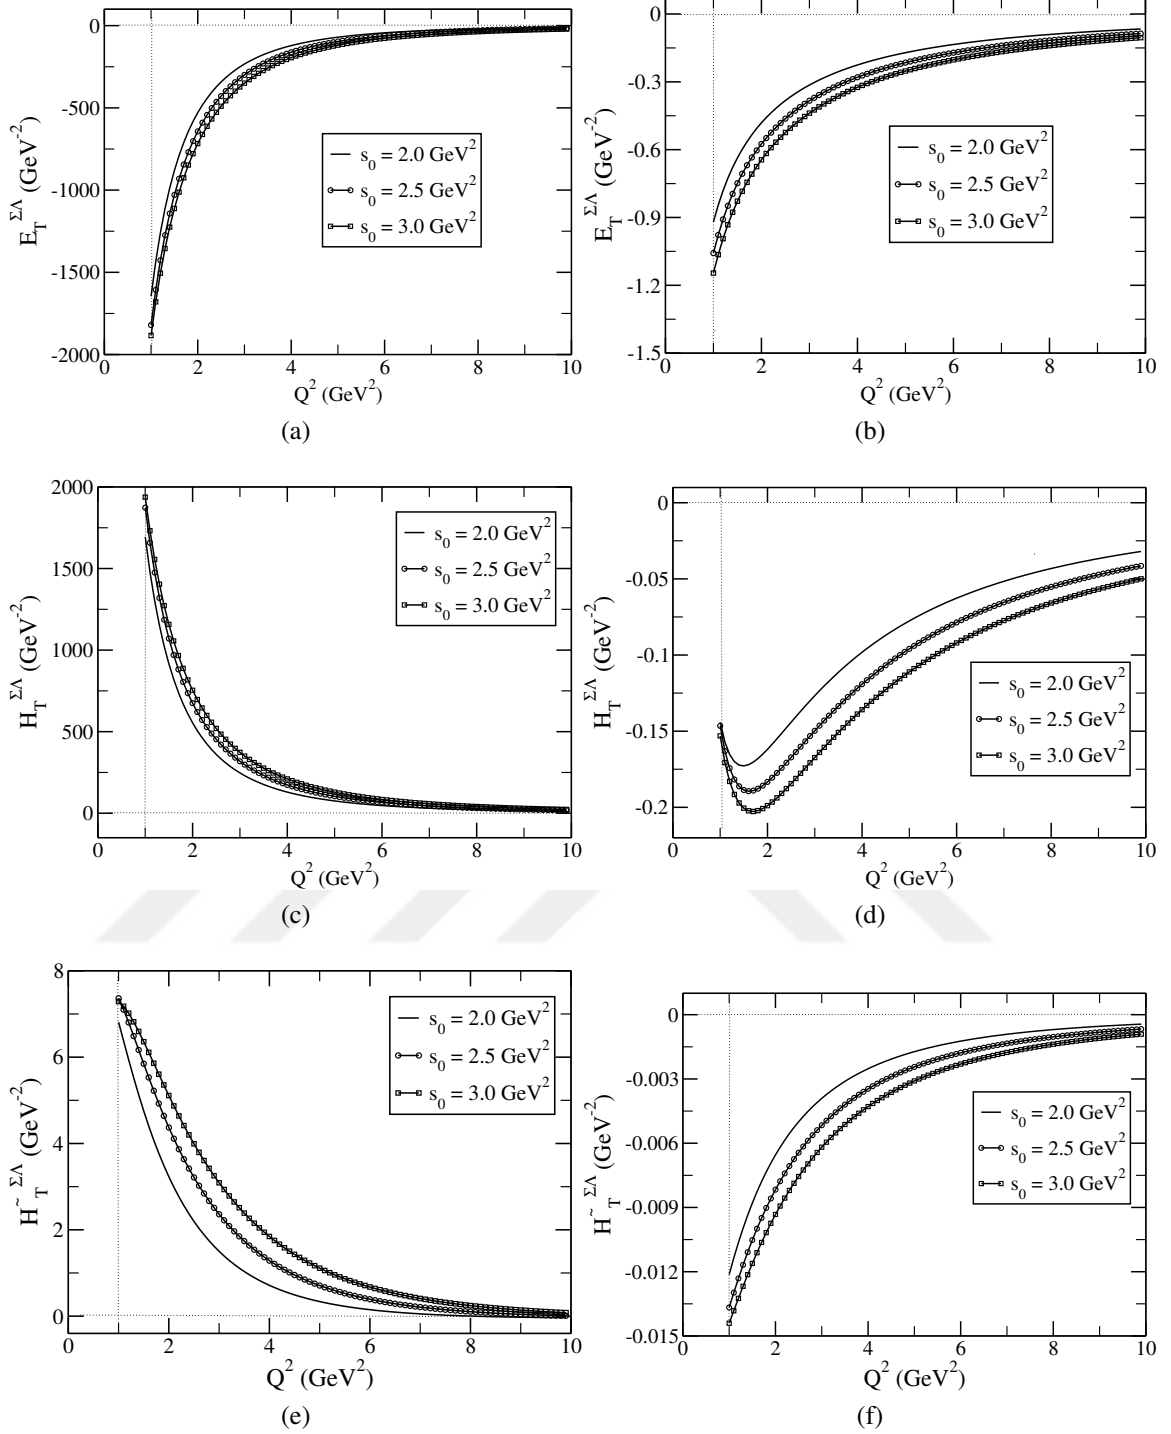 0
-500
-1000
-1500
-2000
E_T^ΣΛ (GeV^-2)
s_0 = 2.0 GeV^2
s_0 = 2.5 GeV^2
s_0 = 3.0 GeV^2
0 2 4 6 8 10
Q^2 (GeV^2)
(a)
0
-0.3
-0.6
-0.9
-1.2
-1.5
E_T^ΣΛ (GeV^-2)
s_0 = 2.0 GeV^2
s_0 = 2.5 GeV^2
s_0 = 3.0 GeV^2
0 2 4 6 8 10
Q^2 (GeV^2)
(b)
2000
1500
1000
500
0
H_T^ΣΛ (GeV^-2)
s_0 = 2.0 GeV^2
s_0 = 2.5 GeV^2
s_0 = 3.0 GeV^2
0 2 4 6 8 10
Q^2 (GeV^2)
(c)
0
-0.05
-0.1
-0.15
-0.2
H_T^ΣΛ (GeV^-2)
s_0 = 2.0 GeV^2
s_0 = 2.5 GeV^2
s_0 = 3.0 GeV^2
0 2 4 6 8 10
Q^2 (GeV^2)
(d)
8
6
4
2
0
H~_T^ΣΛ (GeV^-2)
s_0 = 2.0 GeV^2
s_0 = 2.5 GeV^2
s_0 = 3.0 GeV^2
0 2 4 6 8 10
Q^2 (GeV^2)
(e)
0
-0.003
-0.006
-0.009
-0.012
-0.015
H~_T^ΣΛ (GeV^-2)
s_0 = 2.0 GeV^2
s_0 = 2.5 GeV^2
s_0 = 3.0 GeV^2
0 2 4 6 8 10
Q^2 (GeV^2)
(f)